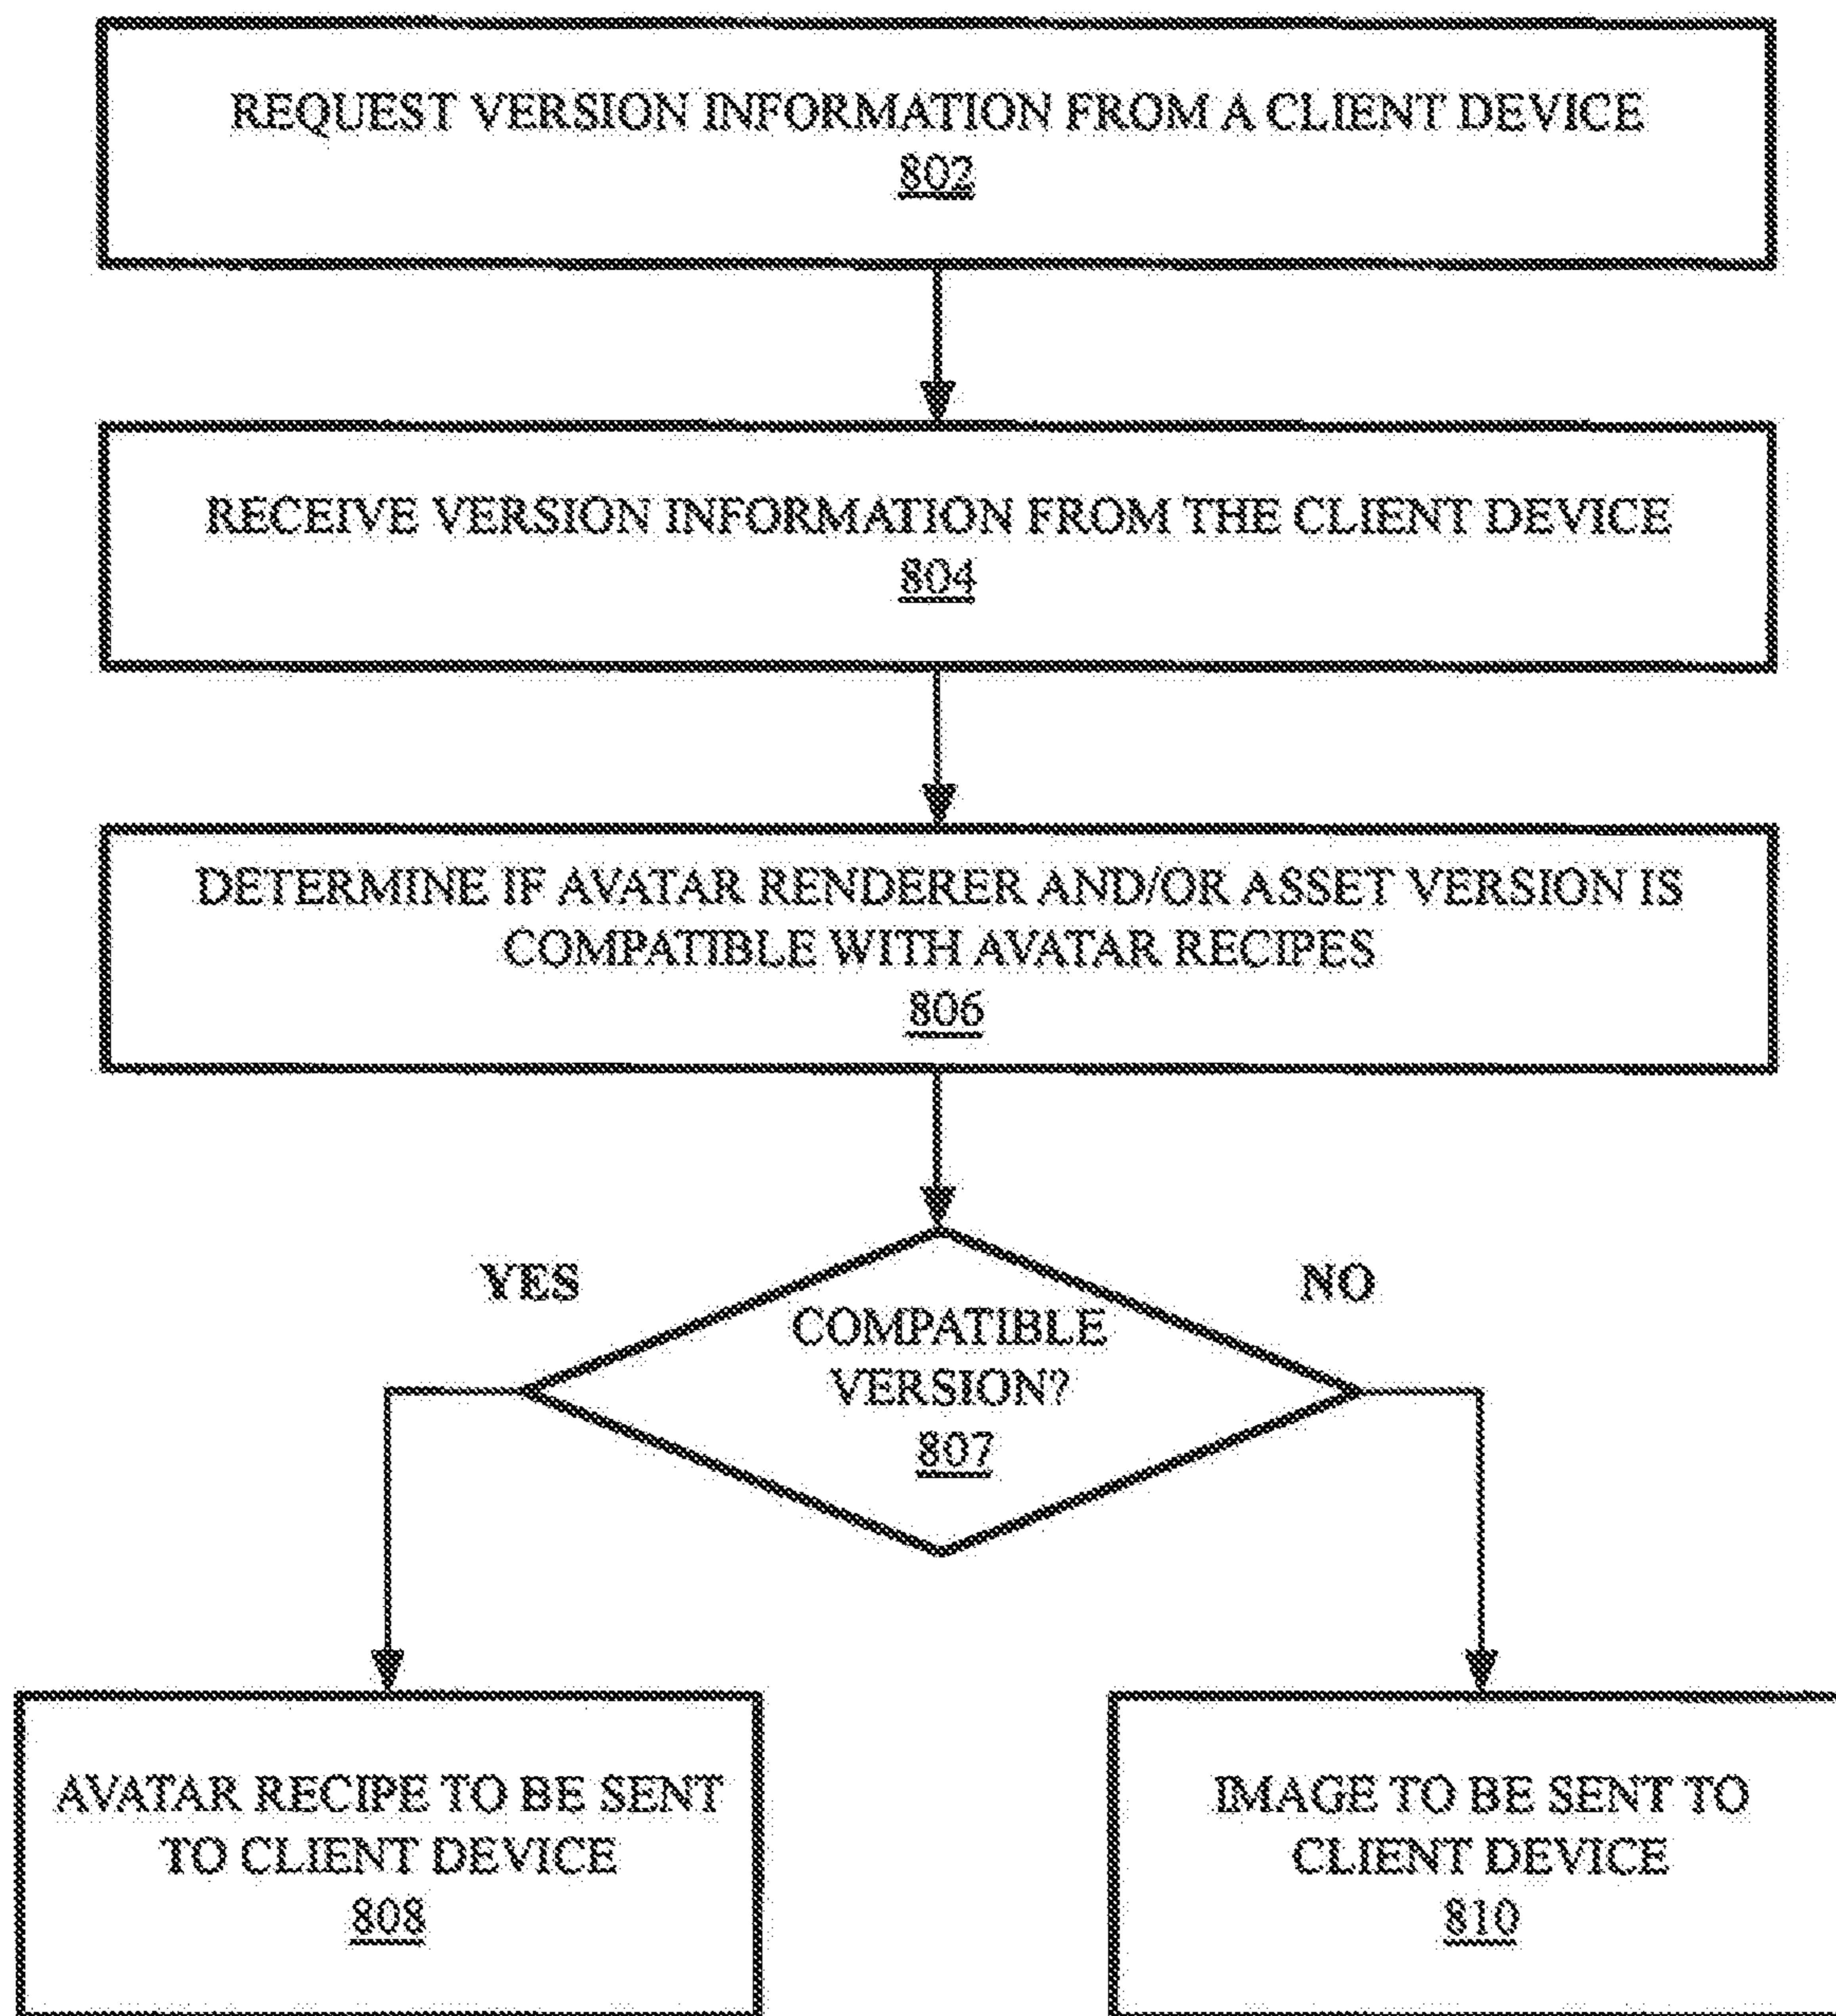 REQUEST VERSION INFORMATION FROM A CLIENT DEVICE
802
RECEIVE VERSION INFORMATION FROM THE CLIENT DEVICE
804
DETERMINE IF AVATAR RENDERER AND/OR ASSET VERSION IS
COMPATIBLE WITH AVATAR RECIPES
806
YES
NO
COMPATIBLE
VERSION?
807
AVATAR RECIPE TO BE SENT
TO CLIENT DEVICE
808
IMAGE TO BE SENT TO
CLIENT DEVICE
810